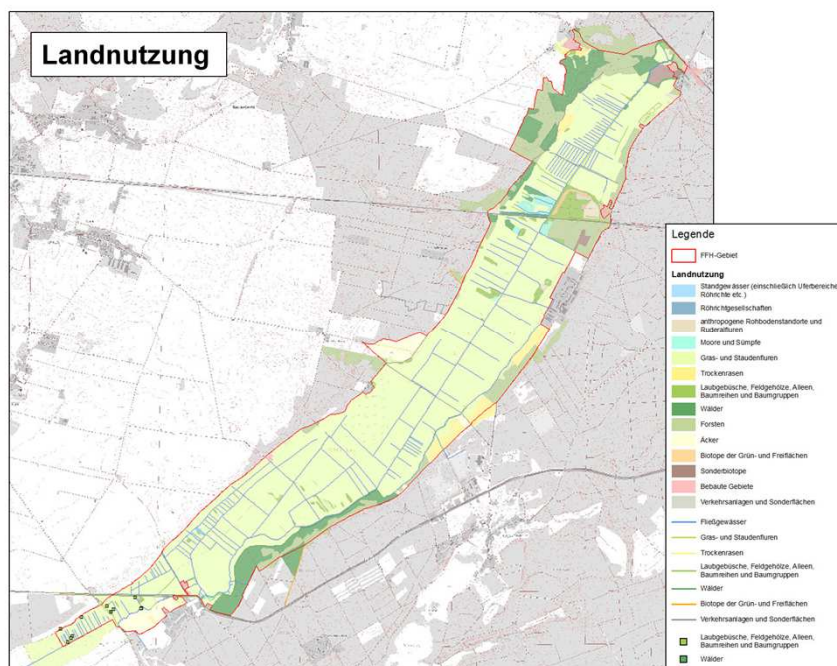 Landnutzung
Legende
FFH-Gebiet
Landnutzung
Standgewässer (einschließlich Uferbereiche,
Röhrichte etc.)
Röhrichtgesellschaften
anthropogene Rohbodenstandorte und
Ruderalfluren
Moore und Sümpfe
Gras- und Staudenfluren
Trockenrasen
Laubgebüsche, Feldgehölze, Alleen,
Baumreihen und Baumgruppen
Wälder
Forsten
Äcker
Biotope der Grün- und Freiflächen
Sonderbiotope
Bebaute Gebiete
Verkehrsanlagen und Sonderflächen
Fließgewässer
Gras- und Staudenfluren
Trockenrasen
Laubgebüsche, Feldgehölze, Alleen,
Baumreihen und Baumgruppen
Wälder
Biotope der Grün- und Freiflächen
Verkehrsanlagen und Sonderflächen
Laubgebüsche, Feldgehölze, Alleen,
Baumreihen und Baumgruppen
Wälder